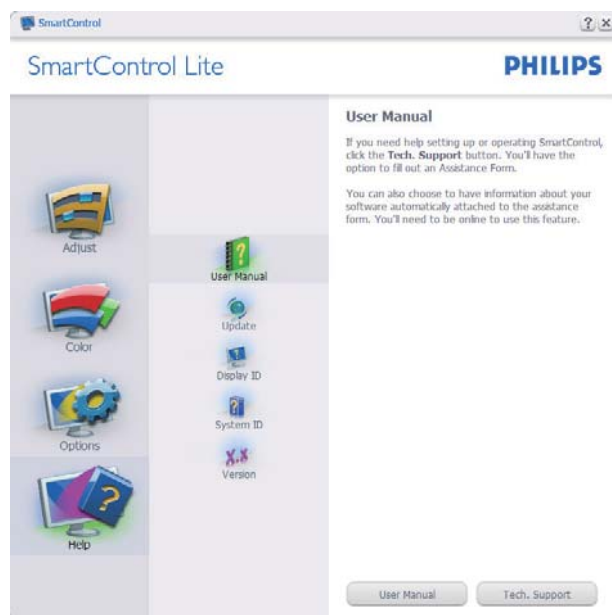 SmartControl
SmartControl Lite
PHILIPS
Adjust
Color
Options
Help
User Manual
Update
Display ID
System ID
X.X
Version
User Manual
If you need help setting up or operating SmartControl,
click the Tech. Support button. You'll have the
option to fill out an Assistance Form.
You can also choose to have information about your
software automatically attached to the assistance
form. You'll need to be online to use this feature.
User Manual
Tech. Support